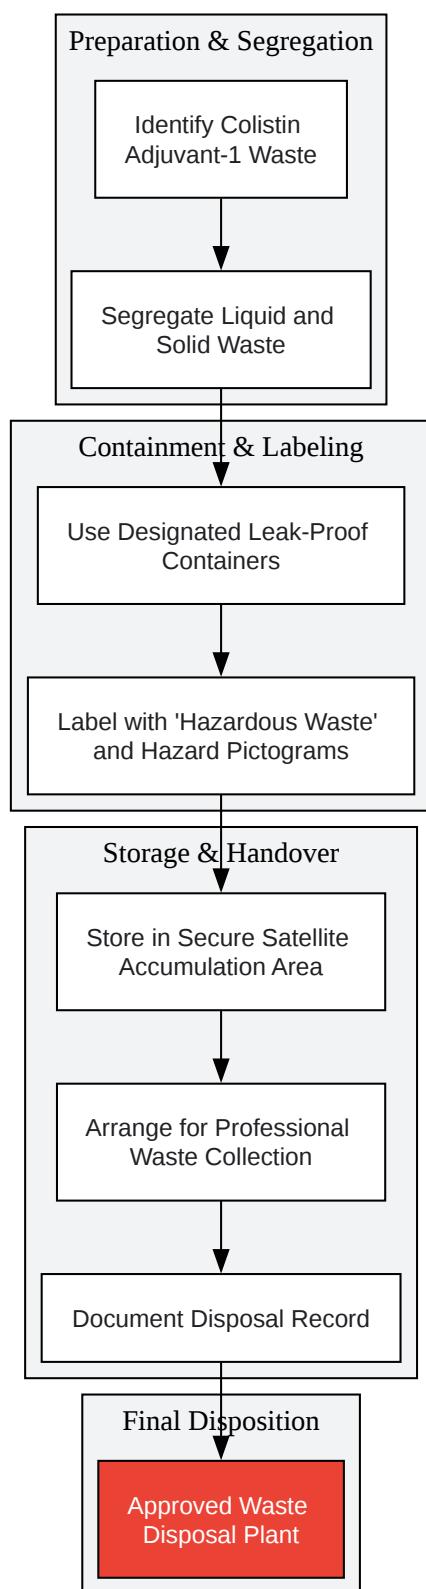 Preparation & Segregation
Identify Colistin
Adjuvant-1 Waste
Segregate Liquid and
Solid Waste
Containment & Labeling
Use Designated Leak-Proof
Containers
Label with 'Hazardous Waste'
and Hazard Pictograms
Storage & Handover
Store in Secure Satellite
Accumulation Area
Arrange for Professional
Waste Collection
Document Disposal Record
Final Disposition
Approved Waste
Disposal Plant